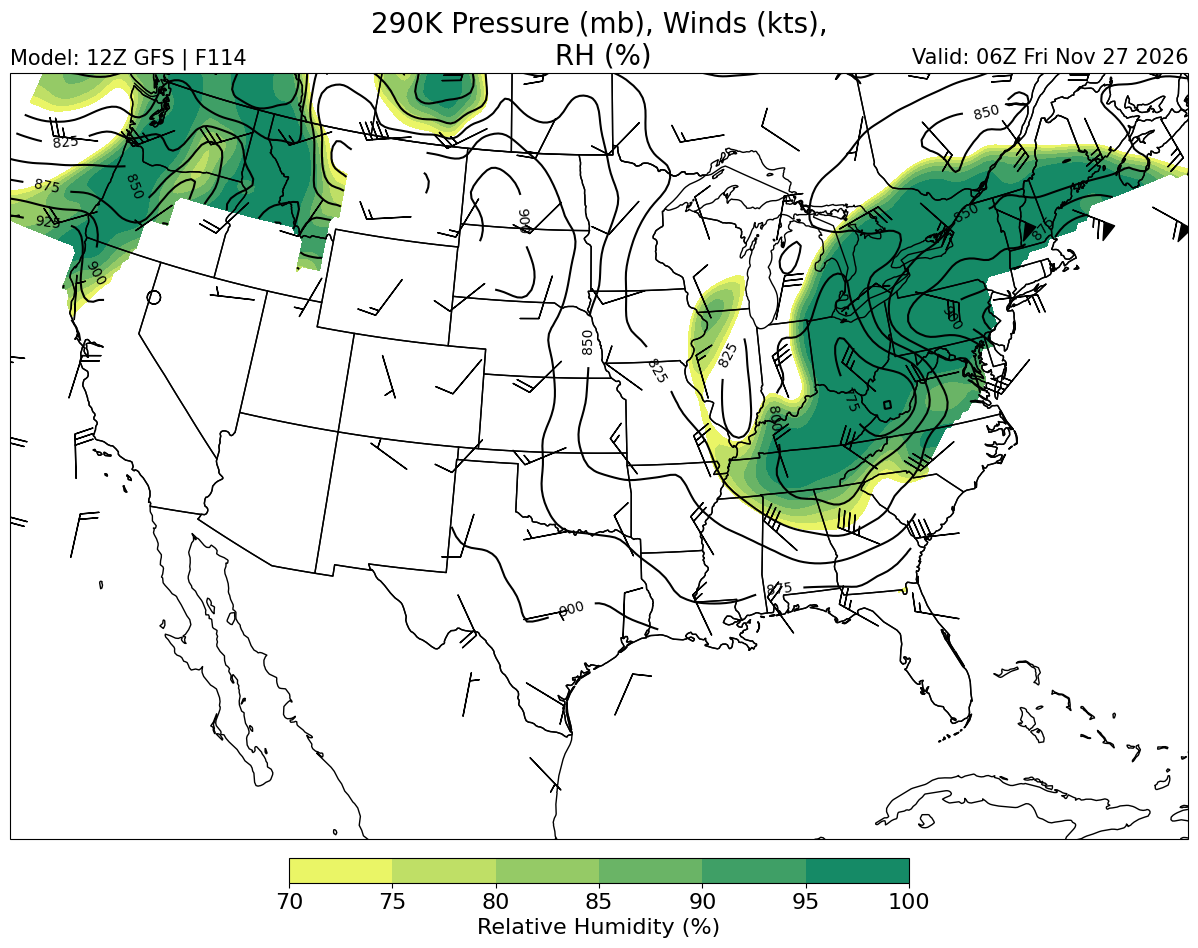 290K Pressure (mb), Winds (kts),
RH (%)
Model: 12Z GFS | F114
Valid: 06Z Fri Nov 27 2026
850
825
875
850
925
900
900
850
825
825
850
875
775
800
875
800
70 75 80 85 90 95 100
Relative Humidity (%)